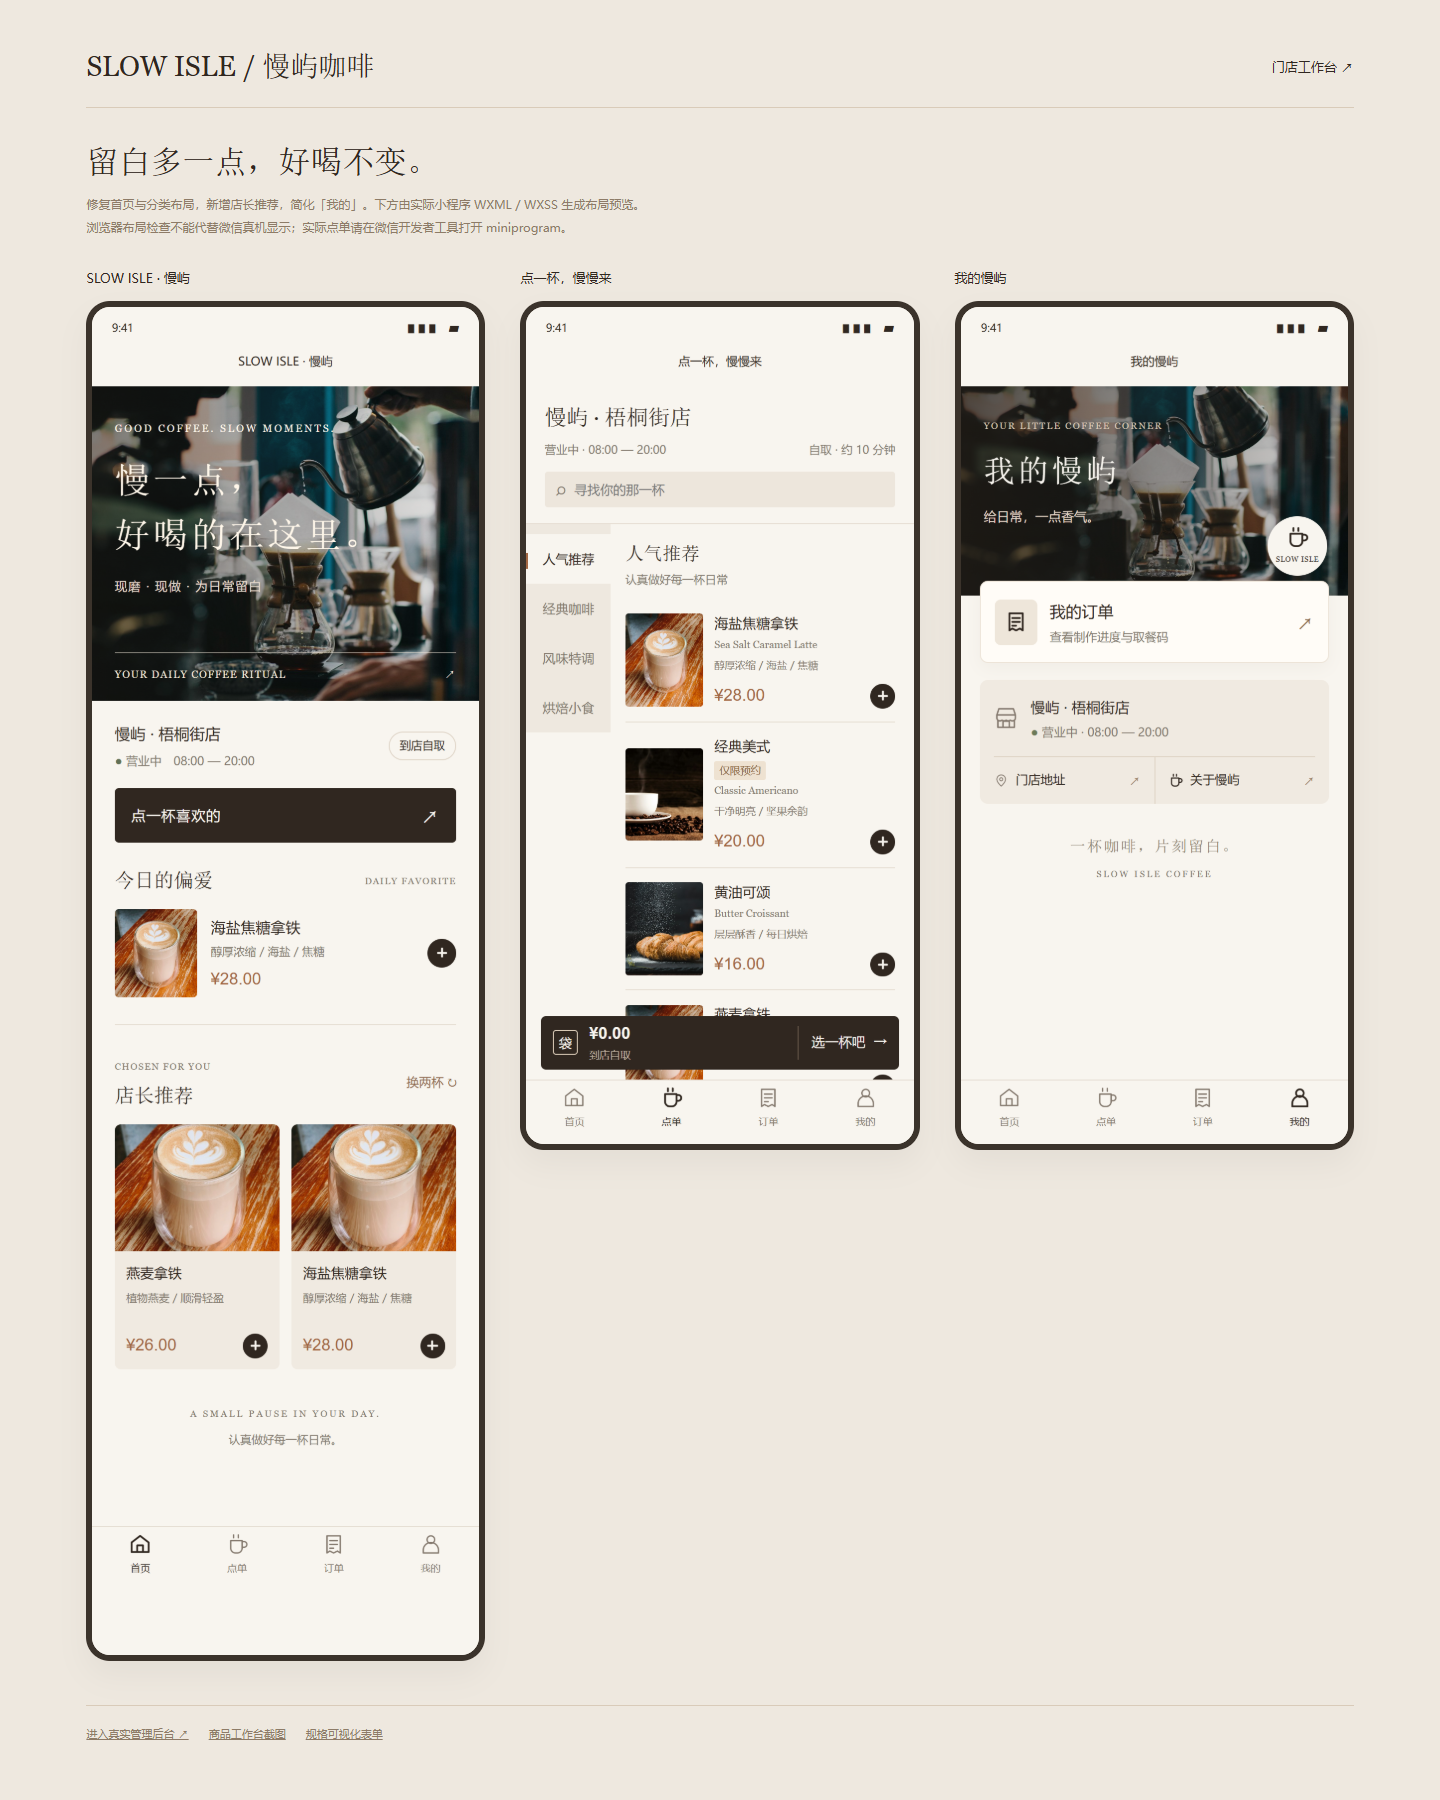 SLOW ISLE / 慢屿咖啡
门店工作台 ↗
留白多一点，好喝不变。
修复首页与分类布局，新增店长推荐，简化「我的」。下方由实际小程序 WXML / WXSS 生成布局预览。
浏览器布局检查不能代替微信真机显示；实际点单请在微信开发者工具打开 miniprogram。
SLOW ISLE · 慢屿
9:41
SLOW ISLE · 慢屿
GOOD COFFEE. SLOW MOMENTS.
慢一点，
好喝的在这里。
现磨 · 现做 · 为日常留白
YOUR DAILY COFFEE RITUAL ↗
慢屿 · 梧桐街店
营业中 08:00 — 20:00
到店自取
点一杯喜欢的 ↗
今日的偏爱
DAILY FAVORITE
海盐焦糖拿铁
醇厚浓缩 / 海盐 / 焦糖
¥28.00
+
CHOSEN FOR YOU
店长推荐
换两杯 ↻
燕麦拿铁
植物燕麦 / 顺滑轻盈
¥26.00
+
海盐焦糖拿铁
醇厚浓缩 / 海盐 / 焦糖
¥28.00
+
A SMALL PAUSE IN YOUR DAY.
认真做好每一杯日常。
首页
点单
订单
我的
点一杯，慢慢来
9:41
点一杯，慢慢来
慢屿 · 梧桐街店
营业中 · 08:00 — 20:00
自取 · 约 10 分钟
寻找你的那一杯
人气推荐
经典咖啡
风味特调
烘焙小食
人气推荐
认真做好每一杯日常
海盐焦糖拿铁
Sea Salt Caramel Latte
醇厚浓缩 / 海盐 / 焦糖
¥28.00
+
经典美式
仅限预约
Classic Americano
干净明亮 / 坚果余韵
¥20.00
+
黄油可颂
Butter Croissant
层层酥香 / 每日烘焙
¥16.00
+
燕麦拿铁
袋
¥0.00
到店自取
选一杯吧 →
首页
点单
订单
我的
我的慢屿
9:41
我的慢屿
YOUR LITTLE COFFEE CORNER
我的慢屿
给日常，一点香气。
SLOW ISLE
我的订单
查看制作进度与取餐码
↗
慢屿 · 梧桐街店
营业中 · 08:00 — 20:00
门店地址 ↗
关于慢屿 ↗
一杯咖啡，片刻留白。
SLOW ISLE COFFEE
首页
点单
订单
我的
进入真实管理后台 ↗
商品工作台截图
规格可视化表单